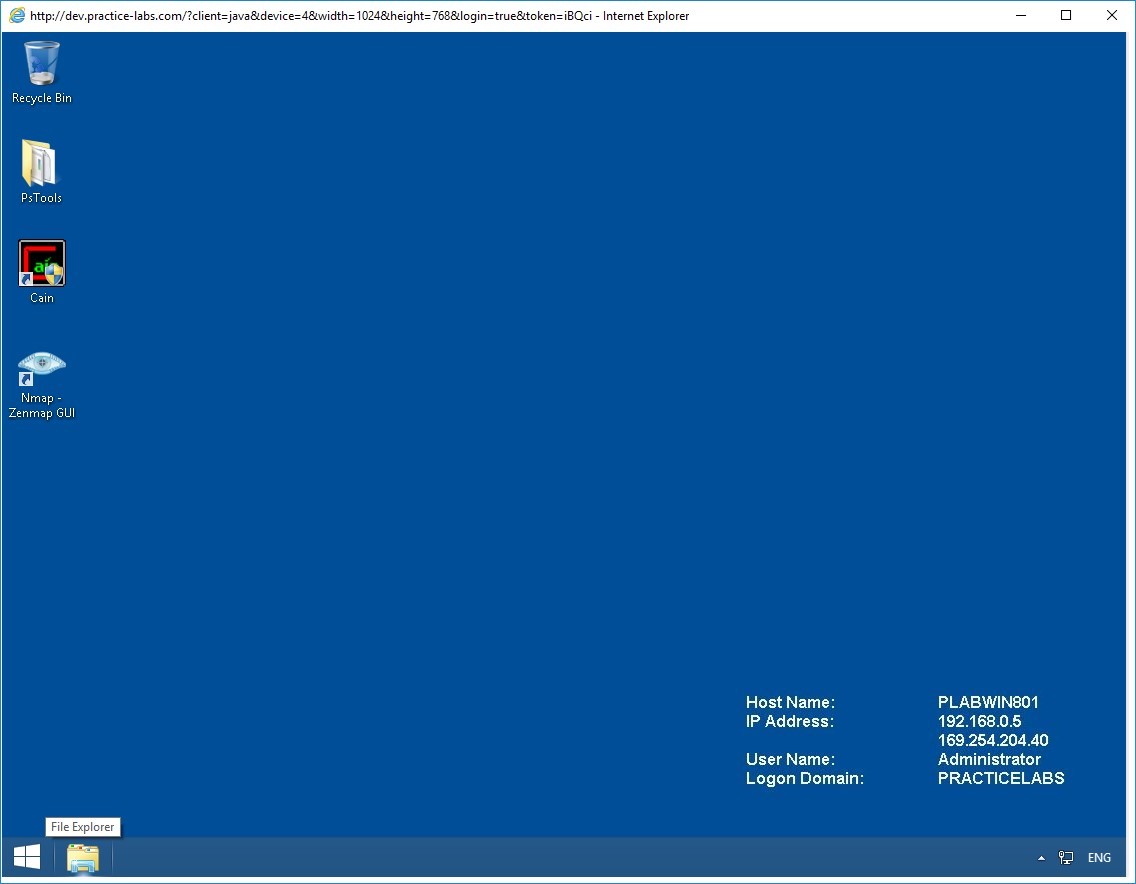 http://dev.practice-labs.com/?client=java&device=4&width=1024&height=768&login=true&token=iBQci - Internet Explorer
Recycle Bin
PsTools
Cain
Nmap -
Zenmap GUI
Host Name: PLABWIN801
IP Address: 192.168.0.5
169.254.204.40
User Name: Administrator
Logon Domain: PRACTICELABS
File Explorer
ENG